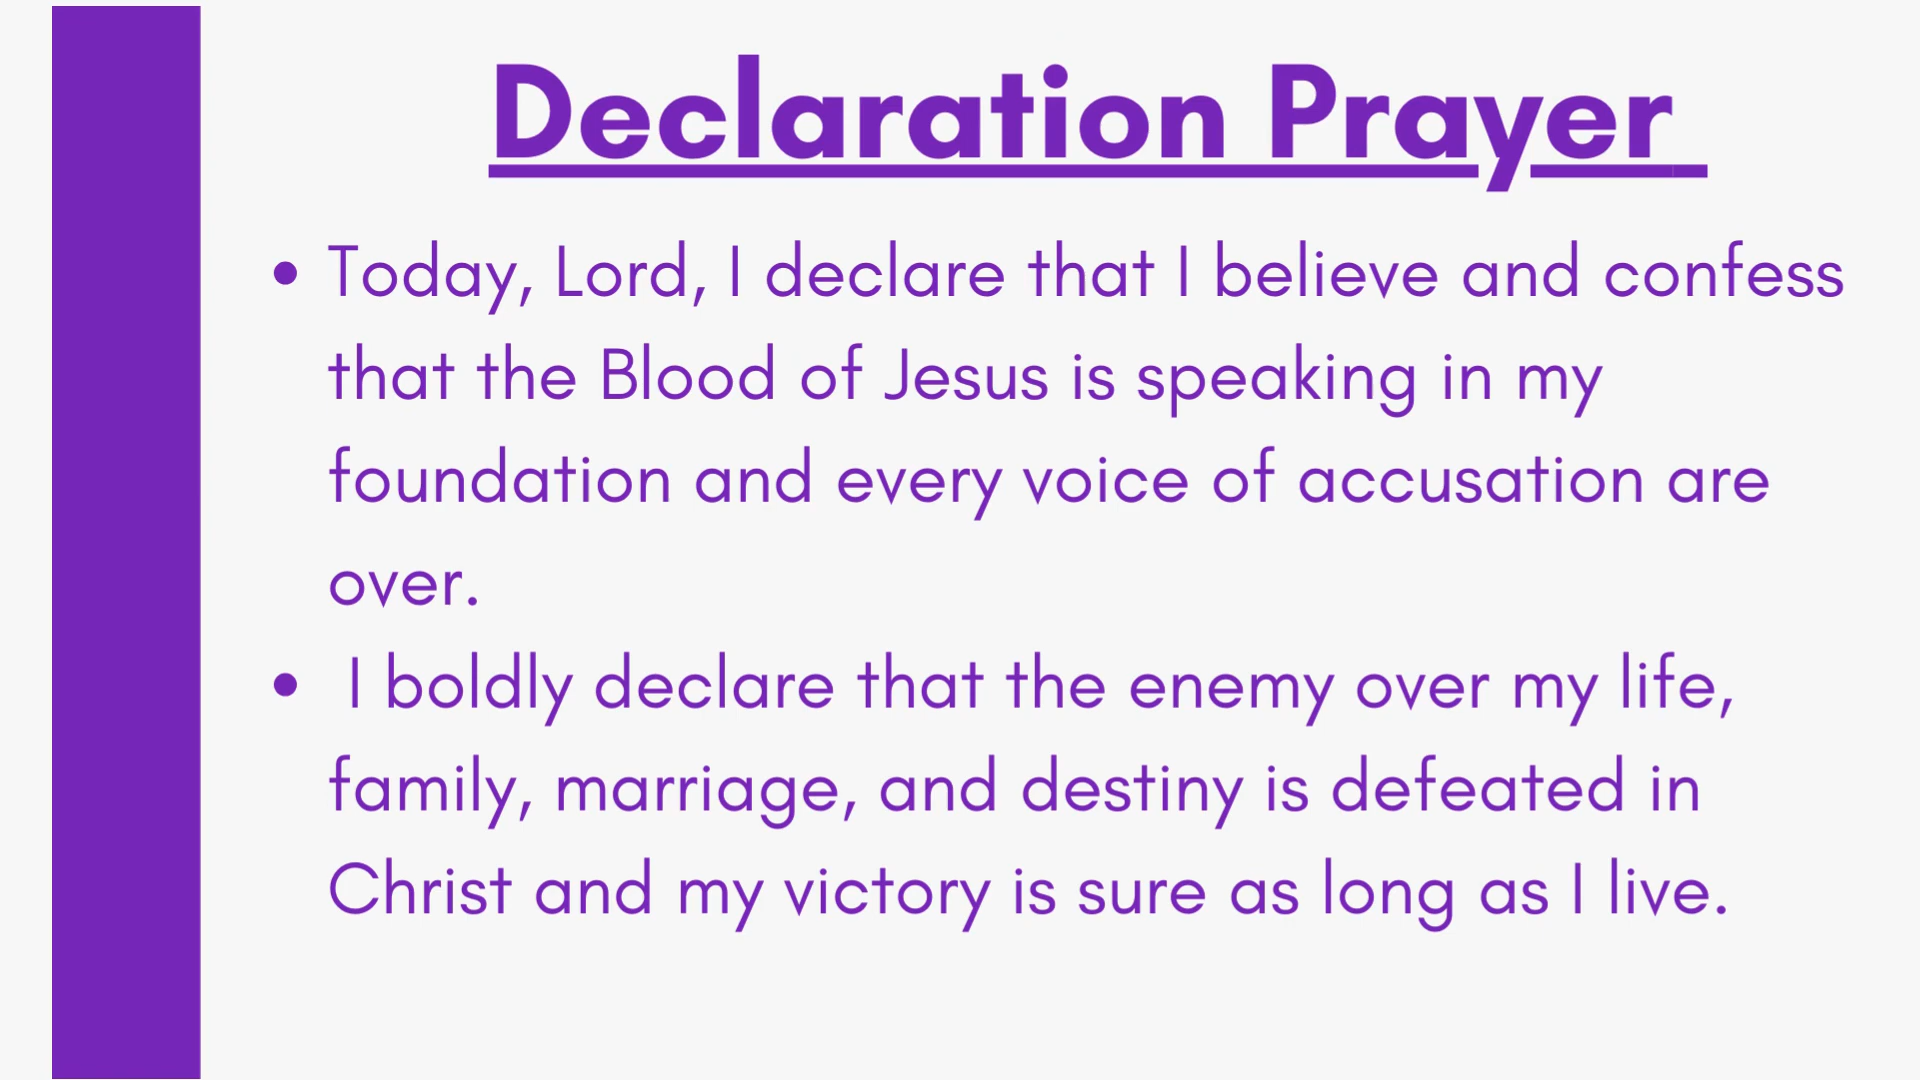 Declaration Prayer
• Today, Lord, I declare that I believe and confess
that the Blood of Jesus is speaking in my
foundation and every voice of accusation are
over.
• I boldly declare that the enemy over my life,
family, marriage, and destiny is defeated in
Christ and my victory is sure as long as I live.